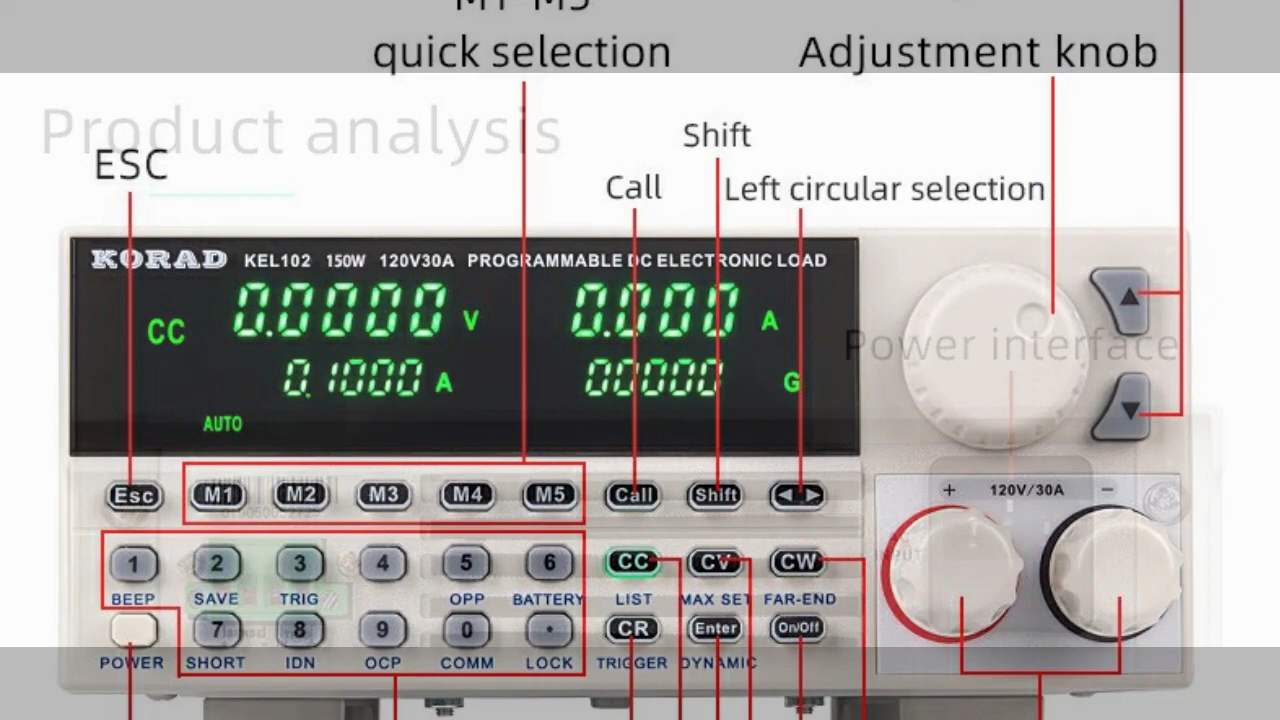 M1-M5
quick selection
Adjustment knob
Product analysis
ESC
Shift
Call
Left circular selection
KORAD KEL102 150W 120V30A PROGRAMMABLE DC ELECTRONIC LOAD
CC 0.0000 V 0.000 A
0.1000 A 00000 G
AUTO
Power interface
▲
▼
Esc M1 M2 M3 M4 M5 Call Shift ◀ ▶
+ 120V/30A −
1 2 3 4 5 6 CC CV CW
BEEP SAVE TRIG OPP BATTERY LIST MAX SET FAR-END
7 8 9 0 · CR Enter On/Off
POWER SHORT IDN OCP COMM LOCK TRIGGER DYNAMIC